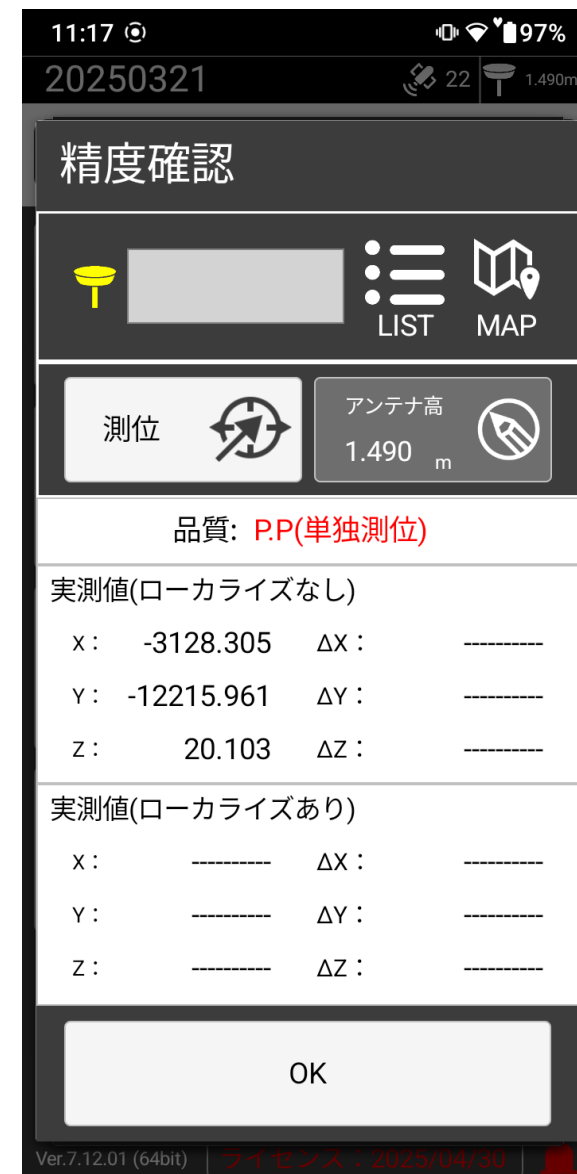 11:17 97%
20250321 22 1.490m
精度確認
LIST MAP
測位
アンテナ高
1.490 m
品質: P.P(単独測位)
実測値(ローカライズなし)
X： -3128.305 ΔX： ----------
Y： -12215.961 ΔY： ----------
Z： 20.103 ΔZ： ----------
実測値(ローカライズあり)
X： ---------- ΔX： ----------
Y： ---------- ΔY： ----------
Z： ---------- ΔZ： ----------
OK
Ver.7.12.01 (64bit) ライセンス：2025/04/30